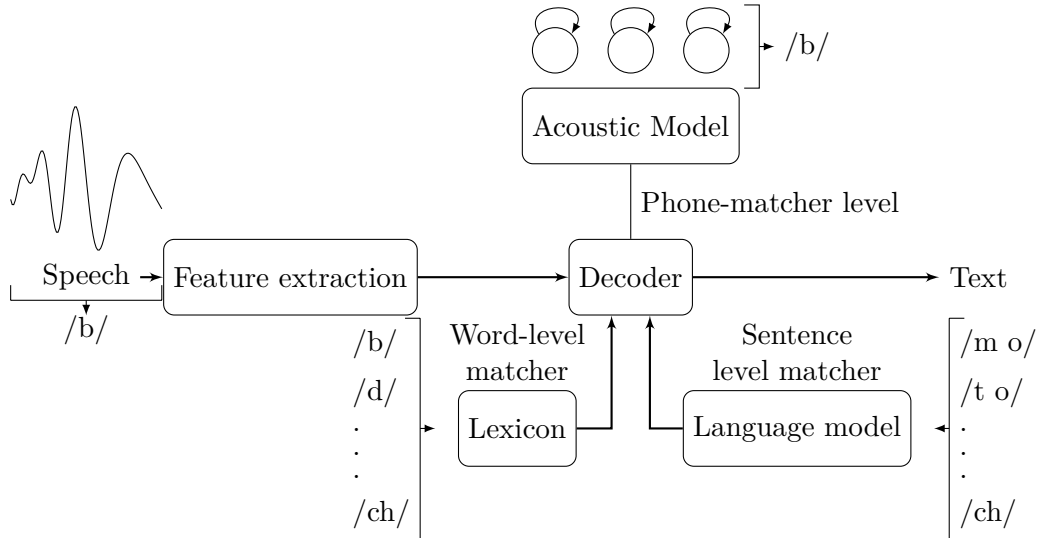 /b/
Acoustic Model
Phone-matcher level
Speech
Feature extraction
Decoder
Text
/b/
/b/
/d/
.
.
.
/ch/
Word-level
matcher
Lexicon
Sentence
level matcher
Language model
/m o/
/t o/
.
.
.
/ch/